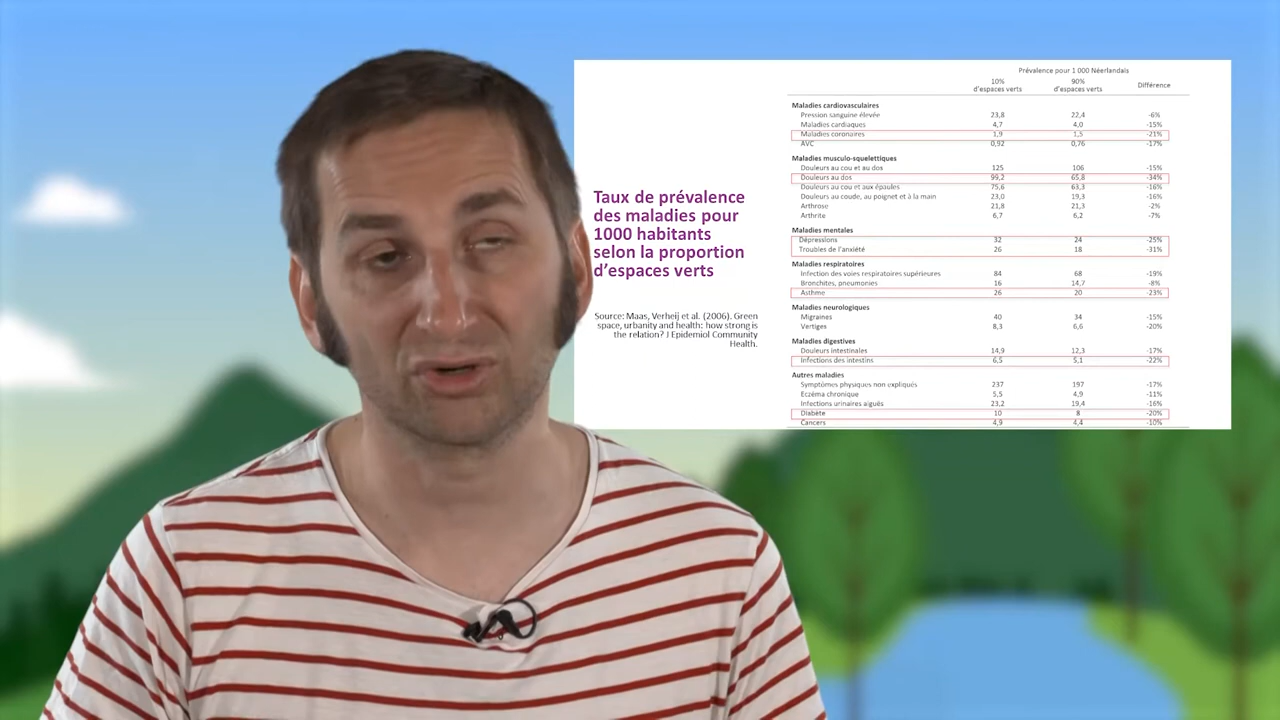 Taux de prévalence
des maladies pour
1000 habitants
selon la proportion
d'espaces verts
Source: Maas, Verheij et al. (2006). Green
space, urbanity and health: how strong is
the relation? J Epidemiol Community
Health.
Prévalence pour 1 000 Néerlandais
10% d'espaces verts 90% d'espaces verts Différence
Maladies cardiovasculaires
Pression sanguine élevée 23,8 22,4 -6%
Maladies cardiaques 4,7 4,0 -15%
Maladies coronaires 1,9 1,5 -21%
AVC 0,92 0,76 -17%
Maladies musculo-squelettiques
Douleurs au cou et au dos 125 106 -15%
Douleurs au dos 99,2 65,8 -34%
Douleurs au cou et aux épaules 75,6 63,3 -16%
Douleurs au coude, au poignet et à la main 23,0 19,3 -16%
Arthrose 21,8 21,3 -2%
Arthrite 6,7 6,2 -7%
Maladies mentales
Dépressions 32 24 -25%
Troubles de l'anxiété 26 18 -31%
Maladies respiratoires
Infection des voies respiratoires supérieures 84 68 -19%
Bronchites, pneumonies 16 14,7 -8%
Asthme 26 20 -23%
Maladies neurologiques
Migraines 40 34 -15%
Vertiges 8,3 6,6 -20%
Maladies digestives
Douleurs intestinales 14,9 12,3 -17%
Infections des intestins 6,5 5,1 -22%
Autres maladies
Symptômes physiques non expliqués 237 197 -17%
Eczéma chronique 5,5 4,9 -11%
Infections urinaires aiguës 23,2 19,4 -16%
Diabète 10 8 -20%
Cancers 4,9 4,4 -10%